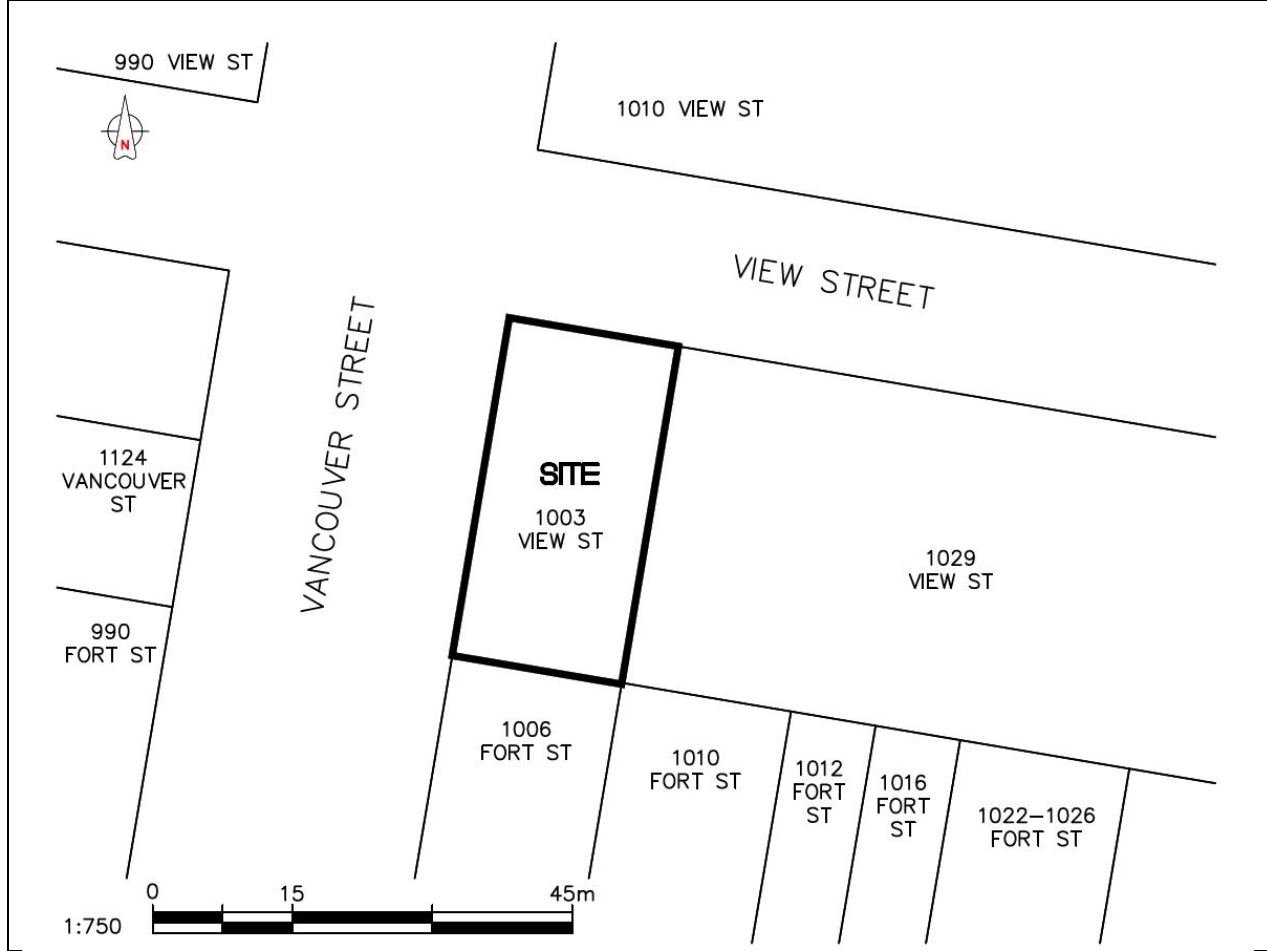 990 VIEW ST
1010 VIEW ST
N
VIEW STREET
VANCOUVER STREET
1124
VANCOUVER
ST
SITE
1003
VIEW ST
1029
VIEW ST
990
FORT ST
1006
FORT ST
1010
FORT ST
1012
FORT
ST
1016
FORT
ST
1022-1026
FORT ST
0 15 45m
1:750